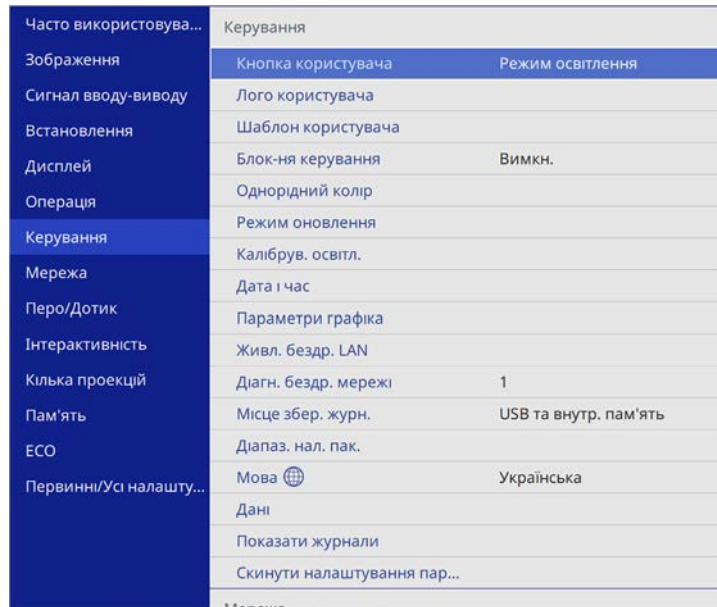 Часто використовува...
Зображення
Сигнал вводу-виводу
Встановлення
Дисплей
Операція
Керування
Мережа
Перо/Дотик
Інтерактивність
Кілька проекцій
Пам'ять
ECO
Первинні/Усі налашту...
Керування
Кнопка користувача Режим освітлення
Лого користувача
Шаблон користувача
Блок-ня керування Вимкн.
Однорідний колір
Режим оновлення
Калібрув. освітл.
Дата і час
Параметри графіка
Живл. бездр. LAN
Діагн. бездр. мережі 1
Місце збер. журн. USB та внутр. пам'ять
Діапаз. нал. пак.
Мова Українська
Дані
Показати журнали
Скинути налаштування пар...
Мережа